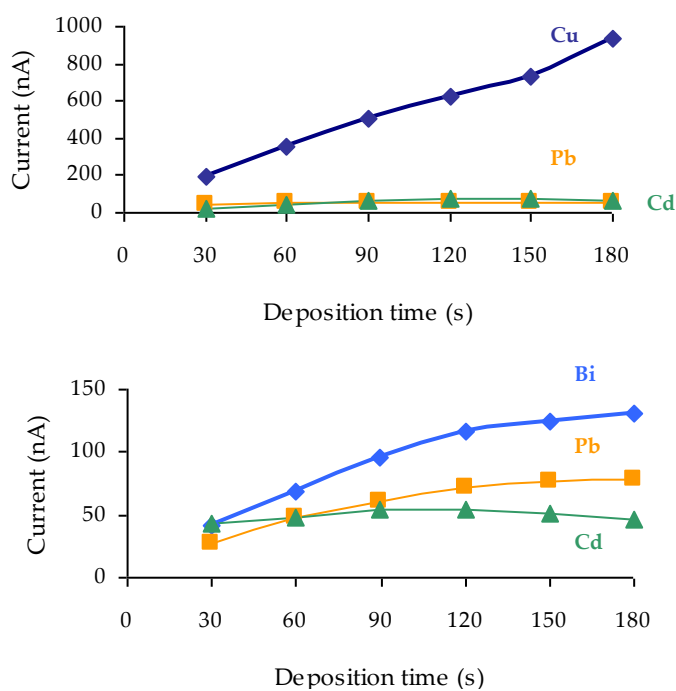 1000
Cu
800
600
400
Pb
200
0
Cd
Current (nA)
0 30 60 90 120 150 180
Deposition time (s)
150
Bi
100
Pb
50
Cd
0
Current (nA)
0 30 60 90 120 150 180
Deposition time (s)